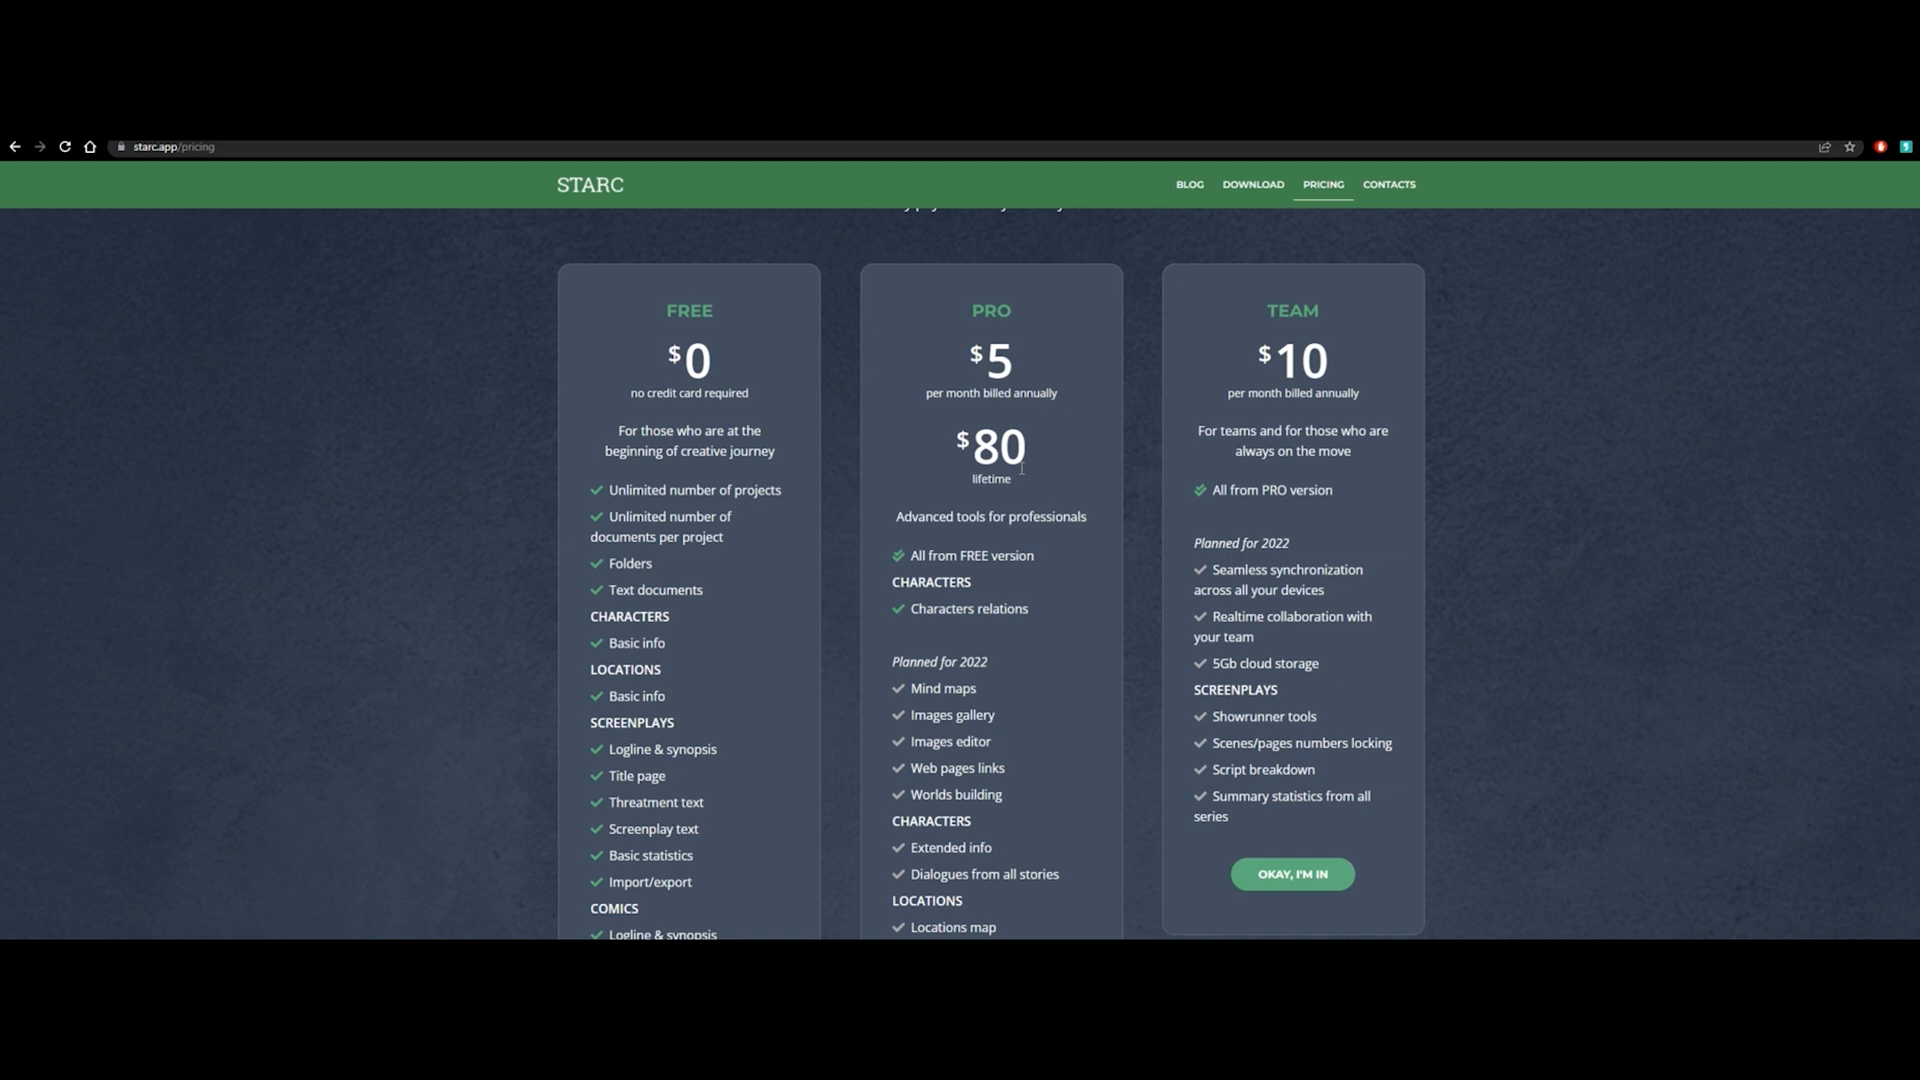 starc.app/pricing
STARC
BLOG
DOWNLOAD
PRICING
CONTACTS
FREE
$0
no credit card required
For those who are at the
beginning of creative journey
Unlimited number of projects
Unlimited number of
documents per project
Folders
Text documents
CHARACTERS
Basic info
LOCATIONS
Basic info
SCREENPLAYS
Logline & synopsis
Title page
Threatment text
Screenplay text
Basic statistics
Import/export
COMICS
Logline & synopsis
PRO
$5
per month billed annually
$80
lifetime
Advanced tools for professionals
All from FREE version
CHARACTERS
Characters relations
Planned for 2022
Mind maps
Images gallery
Images editor
Web pages links
Worlds building
CHARACTERS
Extended info
Dialogues from all stories
LOCATIONS
Locations map
TEAM
$10
per month billed annually
For teams and for those who are
always on the move
All from PRO version
Planned for 2022
Seamless synchronization
across all your devices
Realtime collaboration with
your team
5Gb cloud storage
SCREENPLAYS
Showrunner tools
Scenes/pages numbers locking
Script breakdown
Summary statistics from all
series
OKAY, I'M IN